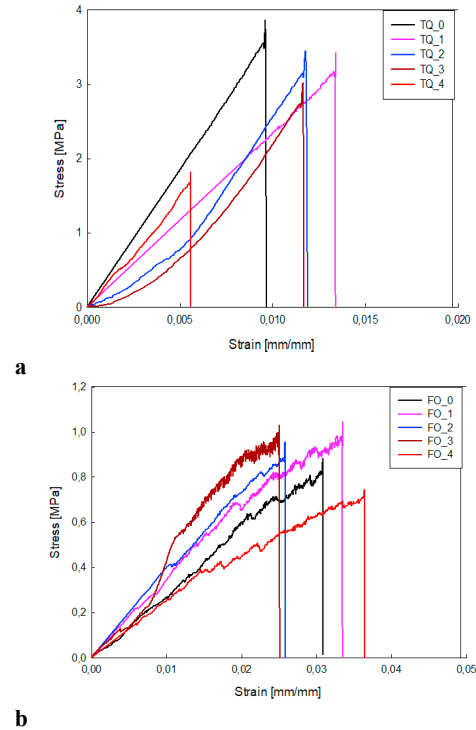 4
3
2
1
0
Stress [MPa]
TQ_0
TQ_1
TQ_2
TQ_3
TQ_4
0,000
0,005
0,010
0,015
0,020
Strain [mm/mm]
a
1,2
1,0
0,8
0,6
0,4
0,2
0,0
Stress [MPa]
FO_0
FO_1
FO_2
FO_3
FO_4
0,00
0,01
0,02
0,03
0,04
0,05
Strain [mm/mm]
b